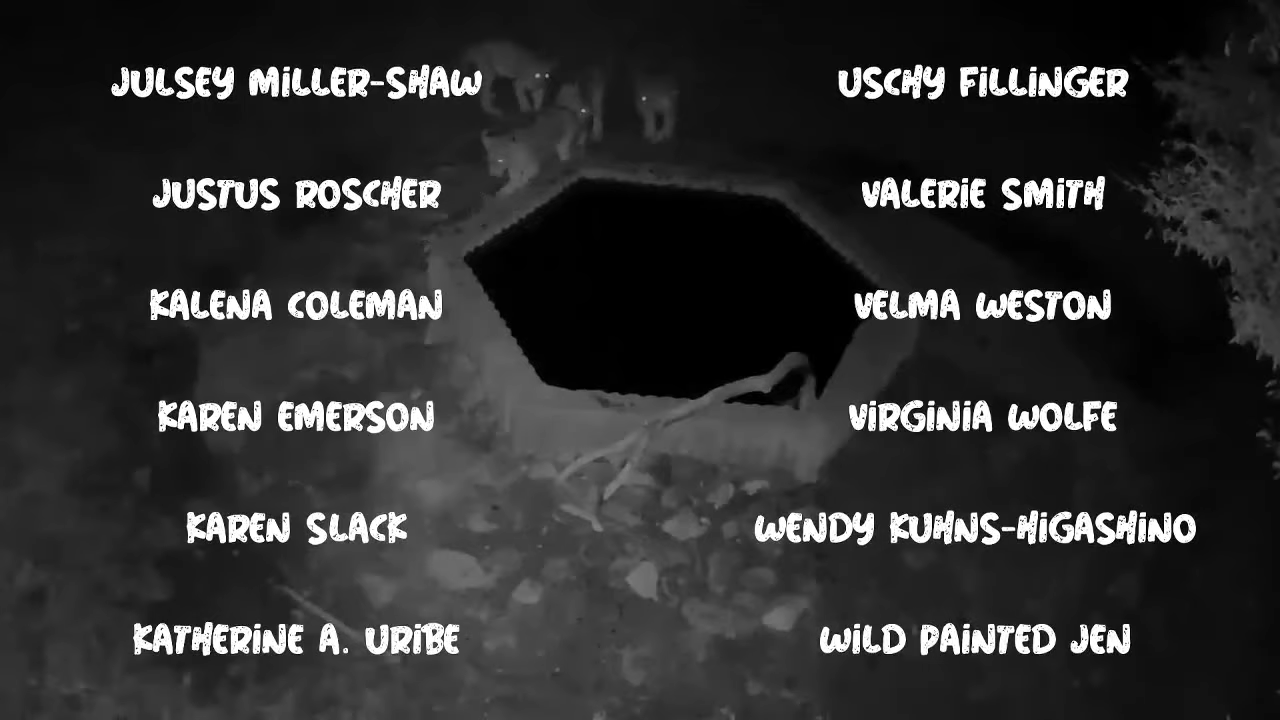 JULSEY MILLER-SHAW
JUSTUS ROSCHER
KALENA COLEMAN
KAREN EMERSON
KAREN SLACK
KATHERINE A. URIBE
USCHY FILLINGER
VALERIE SMITH
VELMA WESTON
VIRGINIA WOLFE
WENDY KUHNS-HIGASHINO
WILD PAINTED JEN